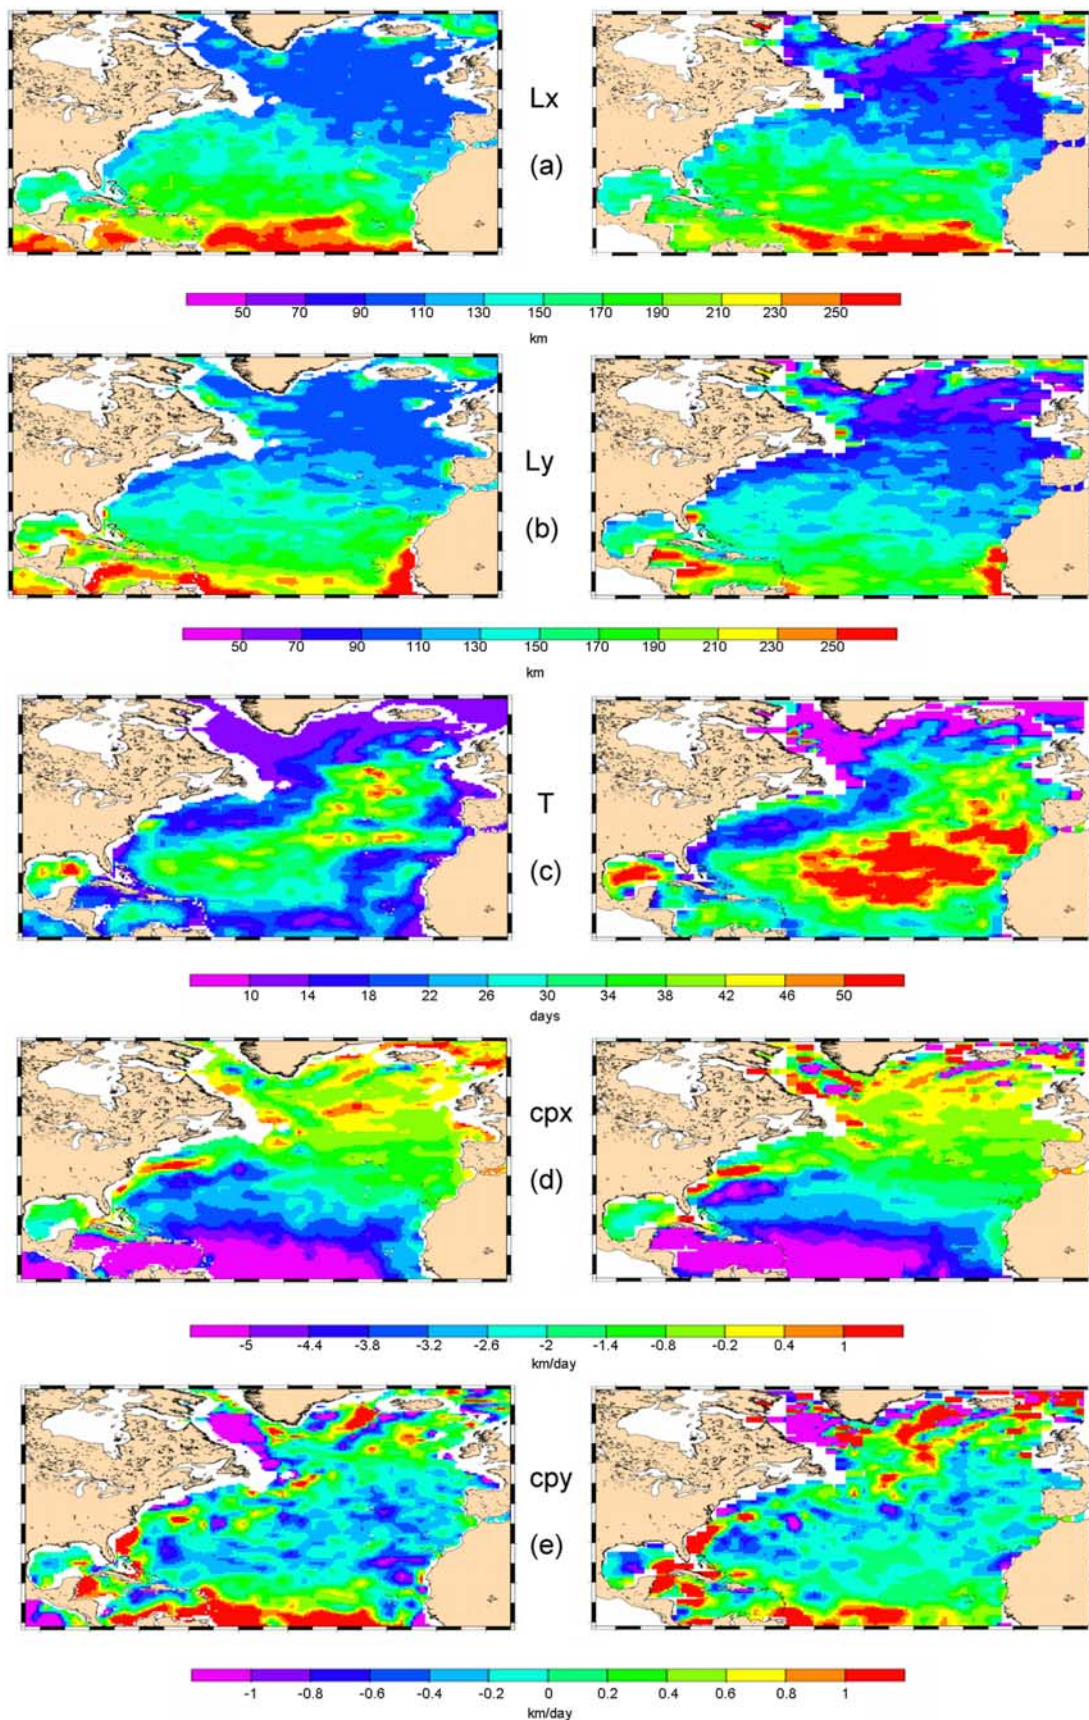 Lx
(a)
50 70 90 110 130 150 170 190 210 230 250
km
Ly
(b)
50 70 90 110 130 150 170 190 210 230 250
km
T
(c)
10 14 18 22 26 30 34 38 42 46 50
days
cpx
(d)
-5 -4.4 -3.8 -3.2 -2.6 -2 -1.4 -0.8 -0.2 0.4 1
km/day
cpy
(e)
-1 -0.8 -0.6 -0.4 -0.2 0 0.2 0.4 0.6 0.8 1
km/day